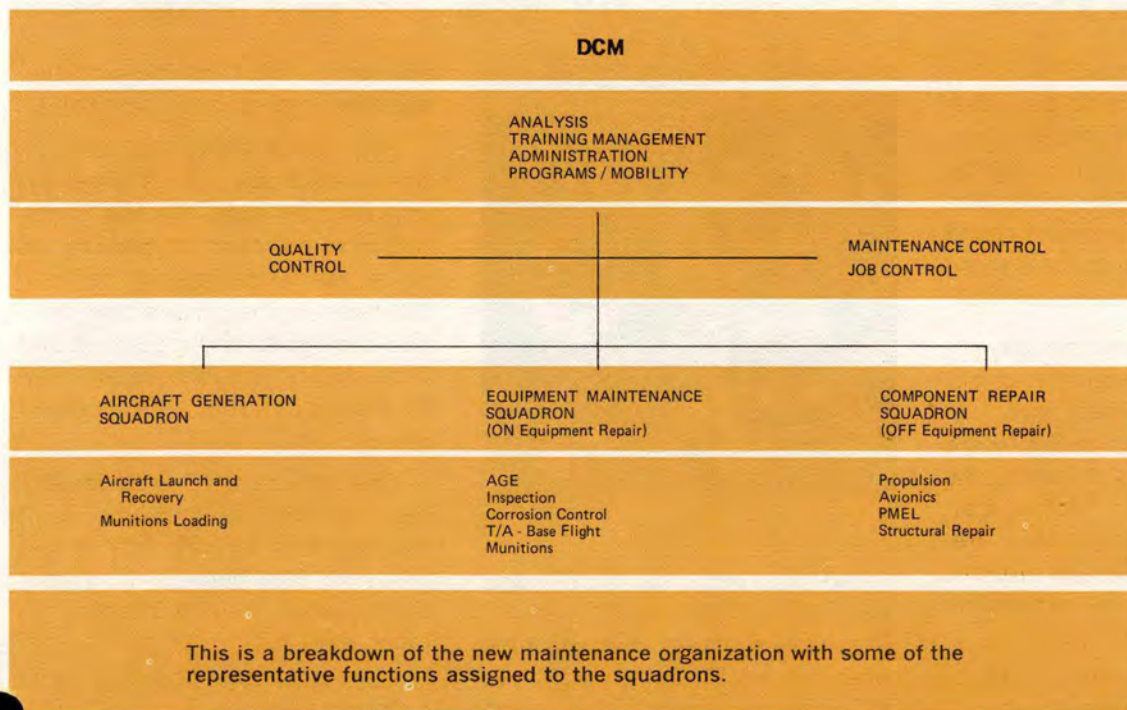 DCM
ANALYSIS
TRAINING MANAGEMENT
ADMINISTRATION
PROGRAMS / MOBILITY
QUALITY
CONTROL
MAINTENANCE CONTROL
JOB CONTROL
AIRCRAFT GENERATION
SQUADRON
EQUIPMENT MAINTENANCE
SQUADRON
(ON Equipment Repair)
COMPONENT REPAIR
SQUADRON
(OFF Equipment Repair)
Aircraft Launch and
Recovery
Munitions Loading
AGE
Inspection
Corrosion Control
T/A - Base Flight
Munitions
Propulsion
Avionics
PMEL
Structural Repair
This is a breakdown of the new maintenance organization with some of the
representative functions assigned to the squadrons.